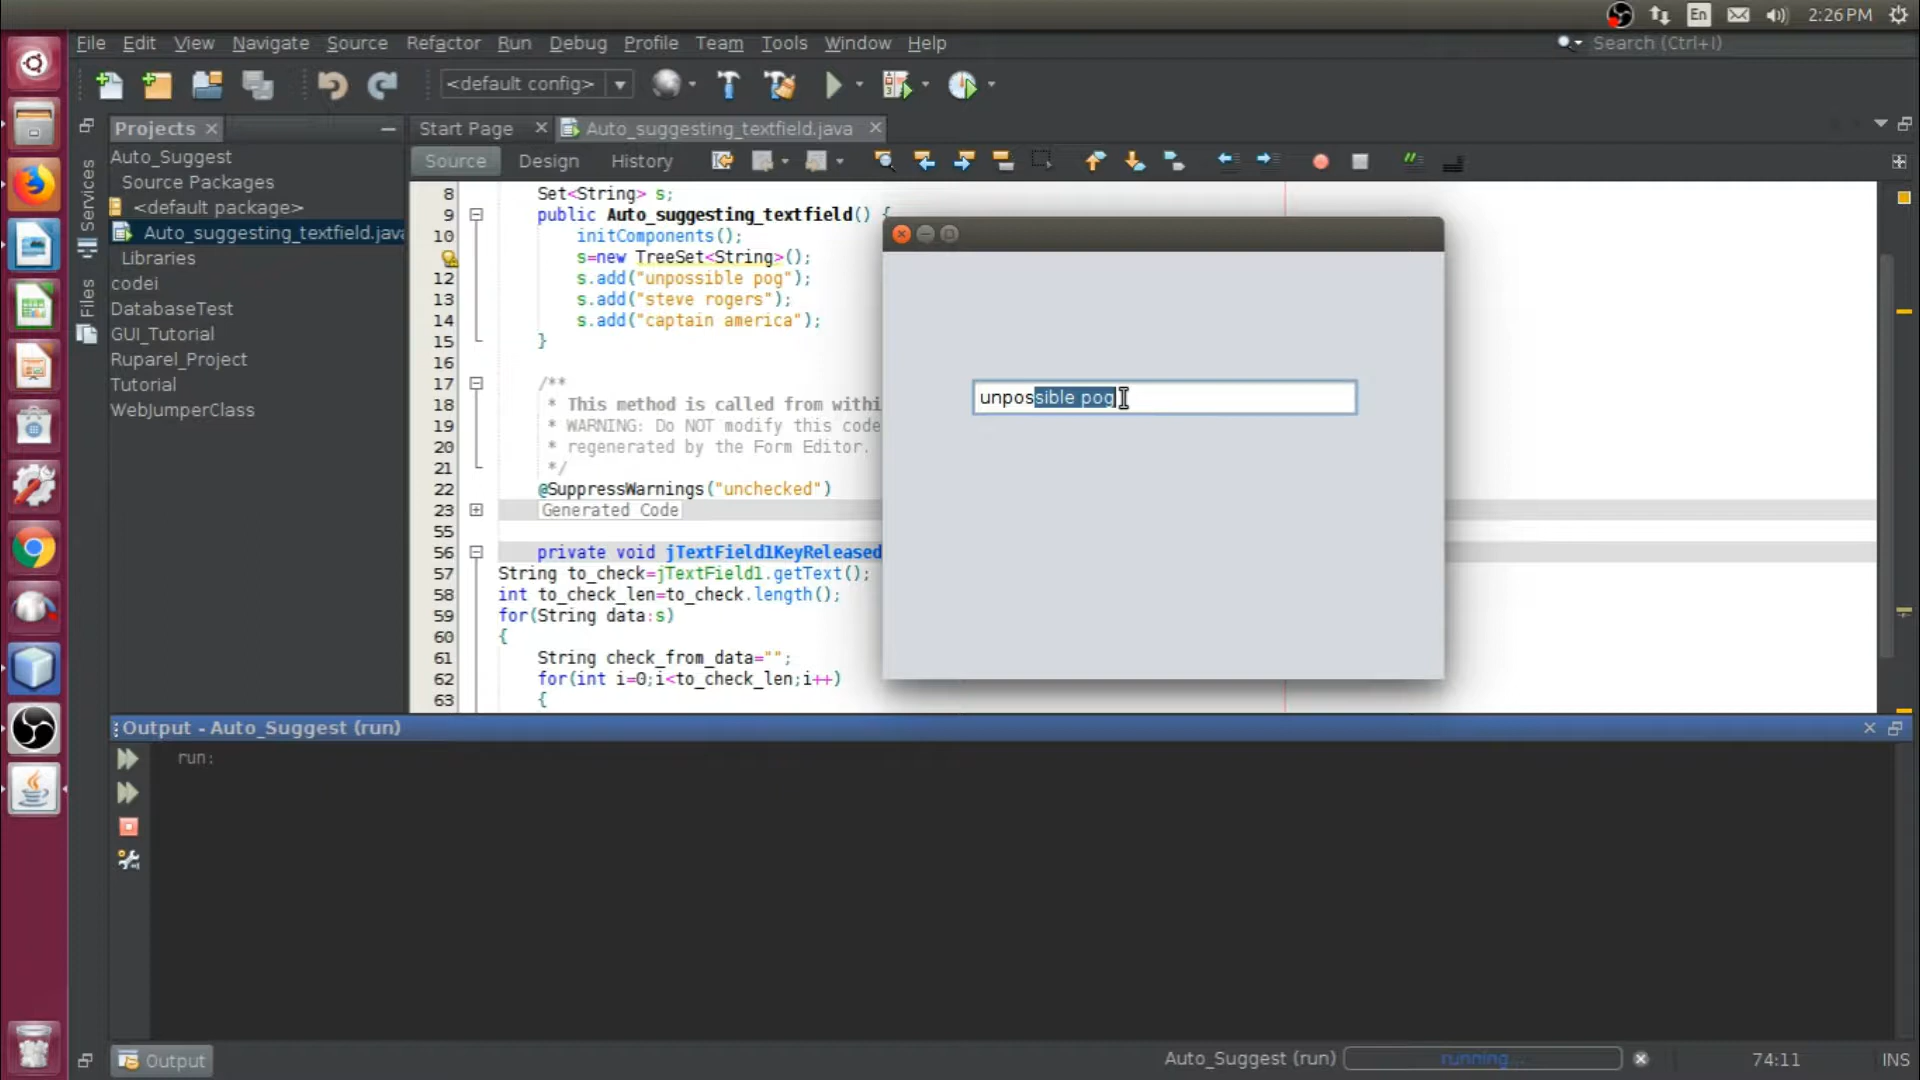 En
2:26 PM
File Edit View Navigate Source Refactor Run Debug Profile Team Tools Window Help
Search (Ctrl+I)
<default config>
Projects
Start Page
Auto_suggesting_textfield.java
Source Design History
Services
Files
Auto_Suggest
Source Packages
<default package>
Auto_suggesting_textfield.java
Libraries
codei
DatabaseTest
GUI_Tutorial
Ruparel_Project
Tutorial
WebJumperClass
8 Set<String> s;
9 public Auto_suggesting_textfield() {
10 initComponents();
s=new TreeSet<String>();
12 s.add("unpossible pog");
13 s.add("steve rogers");
14 s.add("captain america");
15 }
16
17 /**
18 * This method is called from withi
19 * WARNING: Do NOT modify this code
20 * regenerated by the Form Editor.
21 */
22 @SuppressWarnings("unchecked")
23 Generated Code
55
56 private void jTextField1KeyReleased
57 String to_check=jTextField1.getText();
58 int to_check_len=to_check.length();
59 for(String data:s)
60 {
61 String check_from_data="";
62 for(int i=0;i<to_check_len;i++)
63 {
unpossible pog
Output - Auto_Suggest (run)
run:
Output
Auto_Suggest (run)
running...
74:11
INS